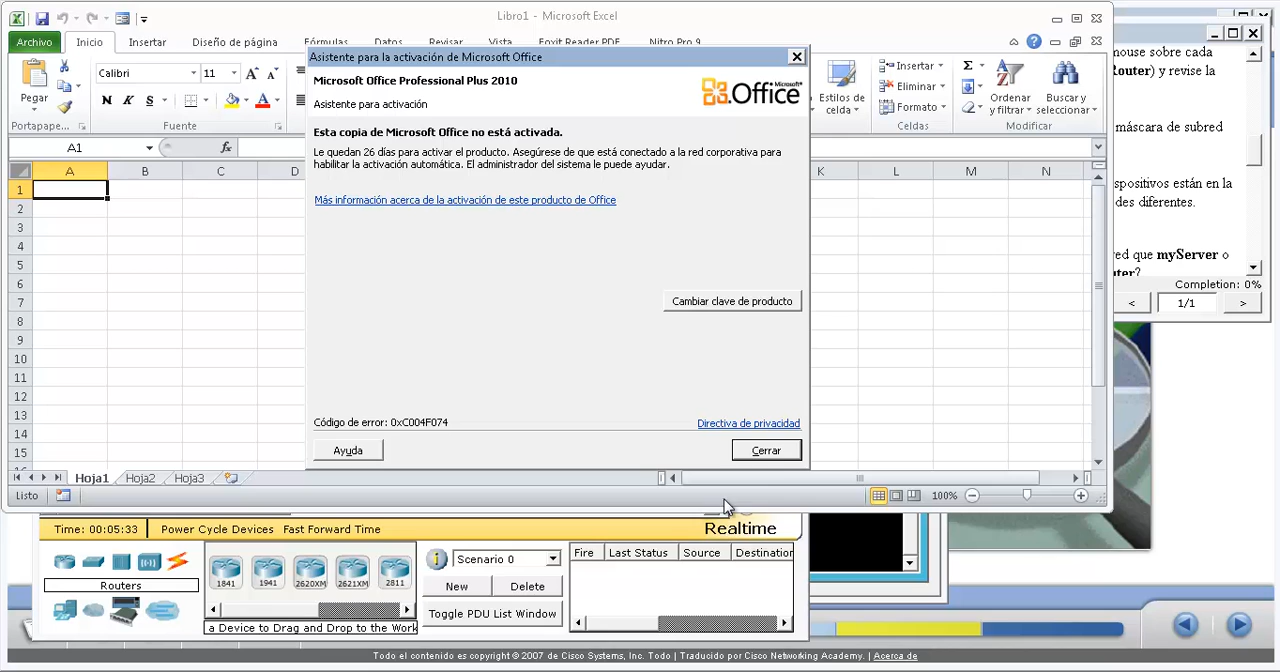 Libro1 - Microsoft Excel
Archivo Inicio Insertar Diseño de página Fórmulas Datos Revisar Vista Foxit Reader PDF Nitro Pro 9
Pegar
Calibri 11
N K S
Portapape... Fuente
Estilos de celda
Insertar
Eliminar
Formato
Celdas
Ordenar y filtrar
Buscar y seleccionar
Modificar
A1 fx
A B C D K L M N
1
2
3
4
5
6
7
8
9
10
11
12
13
14
15
Asistente para la activación de Microsoft Office
Microsoft Office Professional Plus 2010
Microsoft
Office
Asistente para activación
Esta copia de Microsoft Office no está activada.
Le quedan 26 días para activar el producto. Asegúrese de que está conectado a la red corporativa para
habilitar la activación automática. El administrador del sistema le puede ayudar.
Más información acerca de la activación de este producto de Office
Cambiar clave de producto
Código de error: 0xC004F074
Directiva de privacidad
Ayuda Cerrar
Hoja1 Hoja2 Hoja3
Listo 100%
mouse sobre cada
Router) y revise la
máscara de subred
spositivos están en la
des diferentes.
red que myServer o
uter?
Completion: 0%
< 1/1 >
Time: 00:05:33 Power Cycle Devices Fast Forward Time Realtime
Routers
1841 1941 2620XM 2621XM 2811
a Device to Drag and Drop to the Work
Scenario 0
New Delete
Toggle PDU List Window
Fire Last Status Source Destination
Todo el contenido es copyright © 2007 de Cisco Systems, Inc. Todo | Traducido por Cisco Networking Academy. | Acerca de